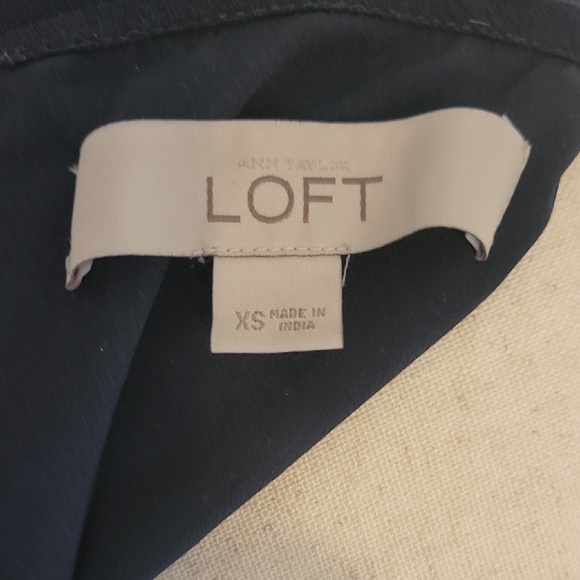 ANN TAYLOR
LOFT
XS MADE IN
INDIA